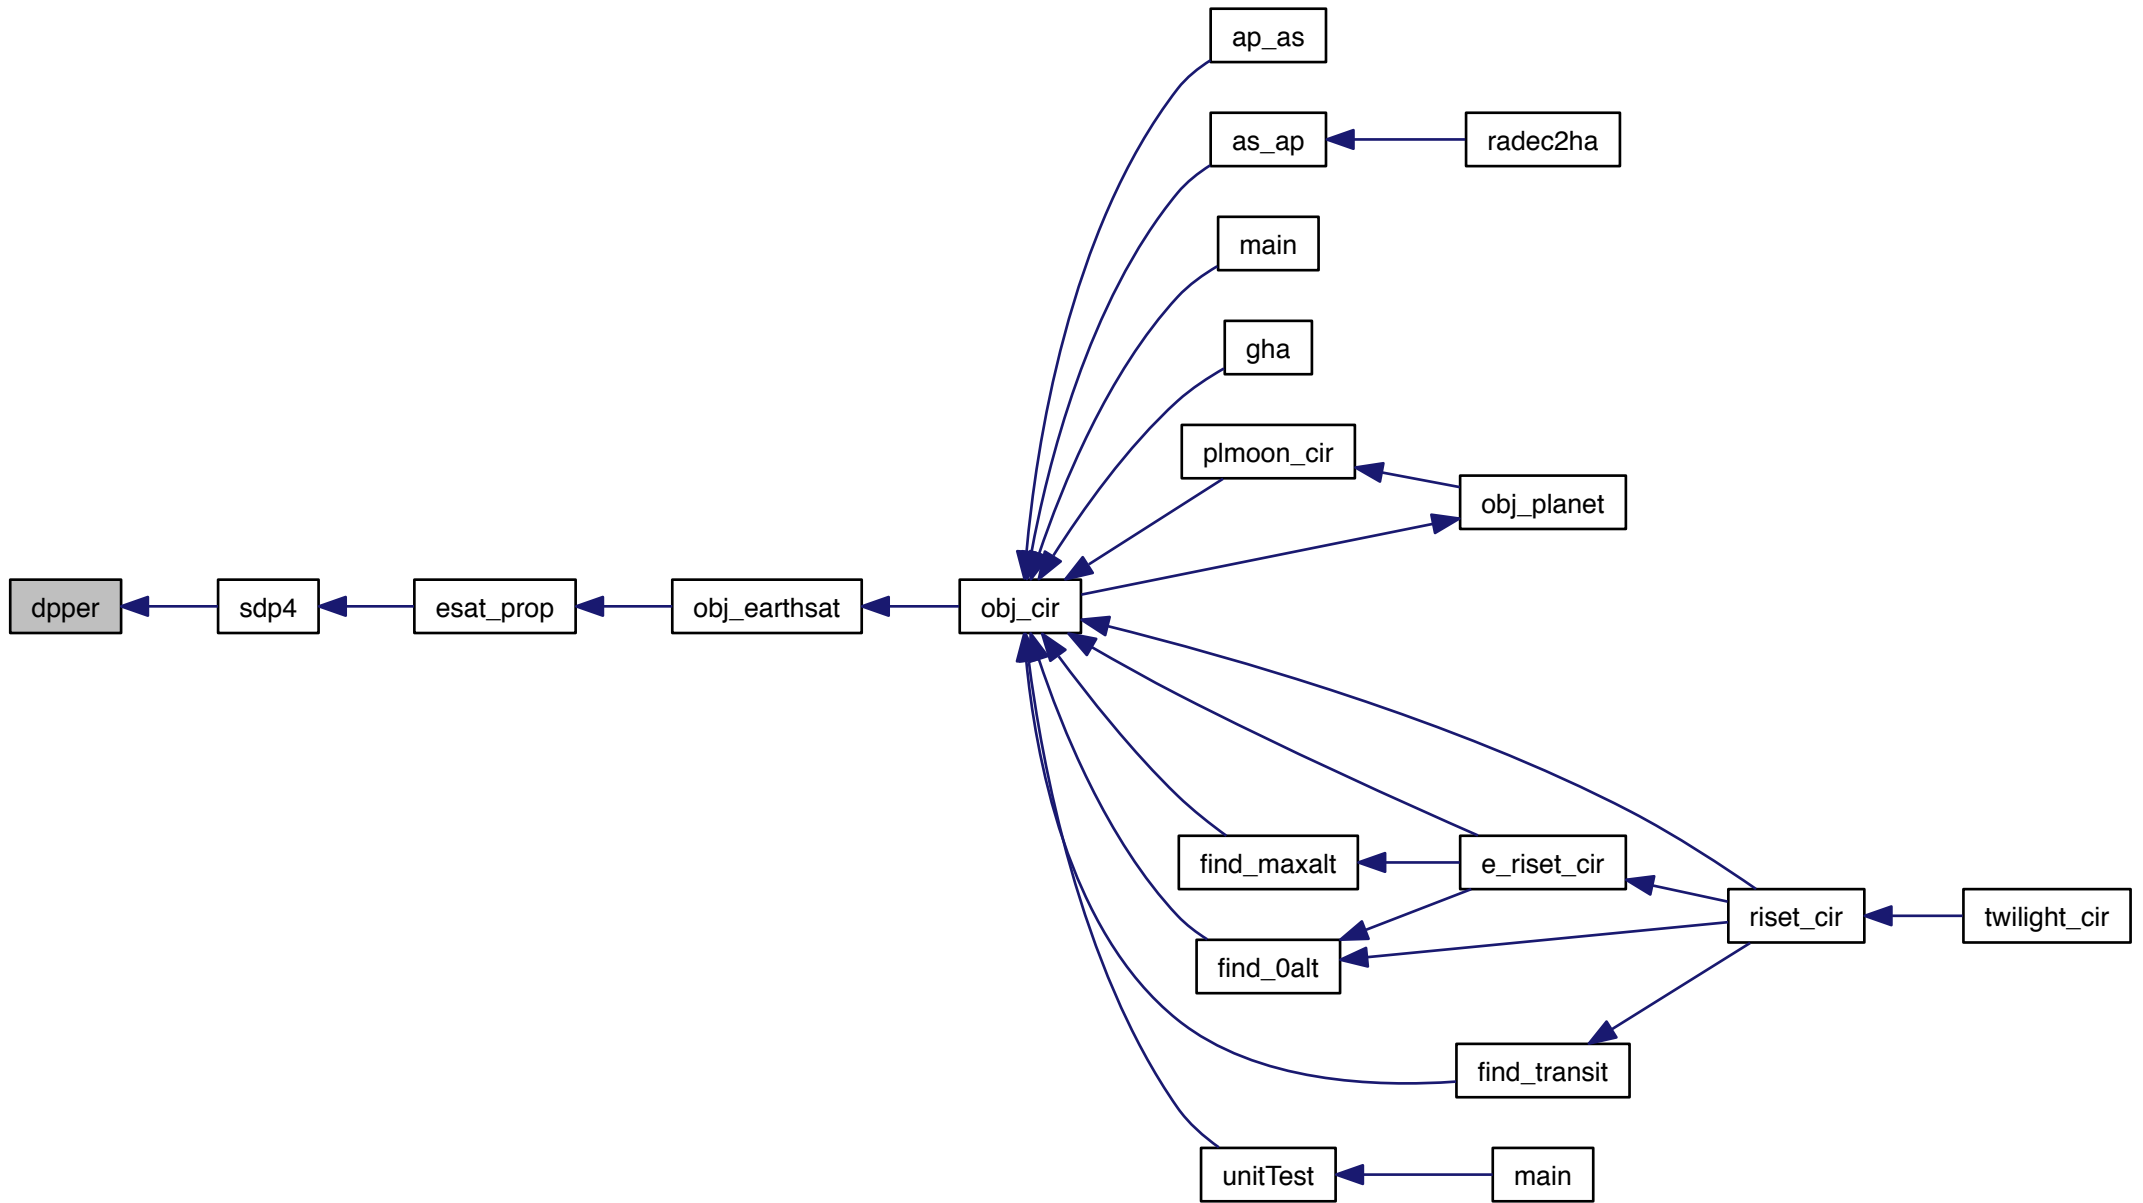 ap_as
as_ap
radec2ha
main
gha
plmoon_cir
obj_planet
dpper
sdp4
esat_prop
obj_earthsat
obj_cir
find_maxalt
e_riset_cir
riset_cir
twilight_cir
find_0alt
find_transit
unitTest
main